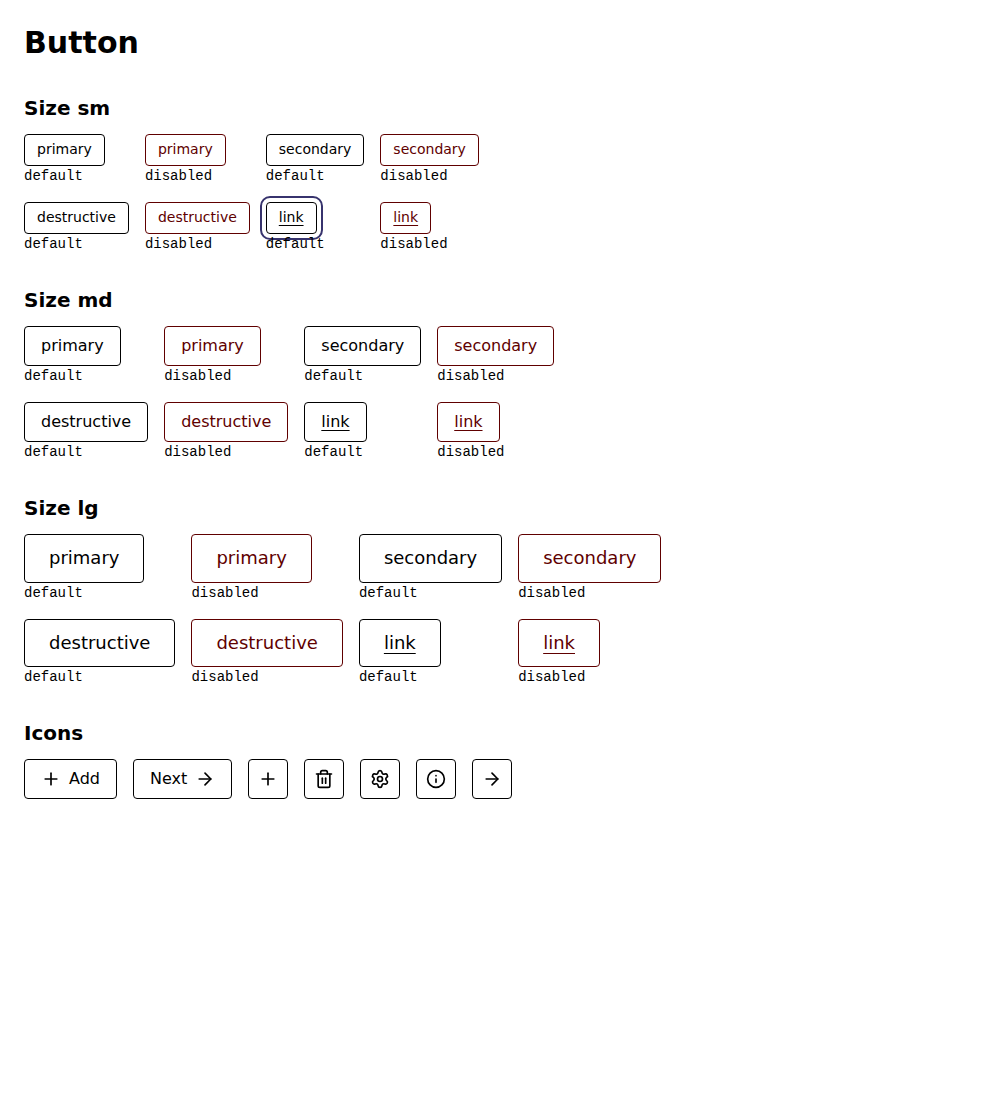 Button
Size sm
primary primary secondary secondary
default disabled default disabled
destructive destructive link link
default disabled default disabled
Size md
primary primary secondary secondary
default disabled default disabled
destructive destructive link link
default disabled default disabled
Size lg
primary primary secondary secondary
default disabled default disabled
destructive destructive link link
default disabled default disabled
Icons
Add Next